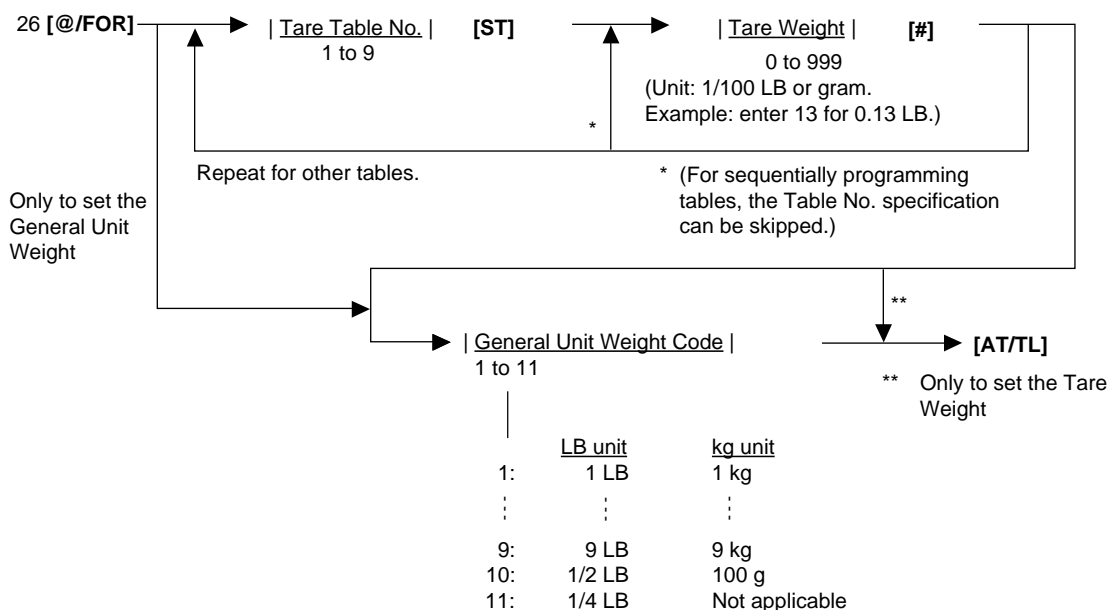 26 [@/FOR]
| Tare Table No. |
1 to 9
[ST]
| Tare Weight |
[#]
0 to 999
(Unit: 1/100 LB or gram.
Example: enter 13 for 0.13 LB.)
*
Repeat for other tables.
* (For sequentially programming
tables, the Table No. specification
can be skipped.)
Only to set the
General Unit
Weight
**
| General Unit Weight Code |
1 to 11
[AT/TL]
** Only to set the Tare
Weight
LB unit kg unit
1: 1 LB 1 kg
9: 9 LB 9 kg
10: 1/2 LB 100 g
11: 1/4 LB Not applicable